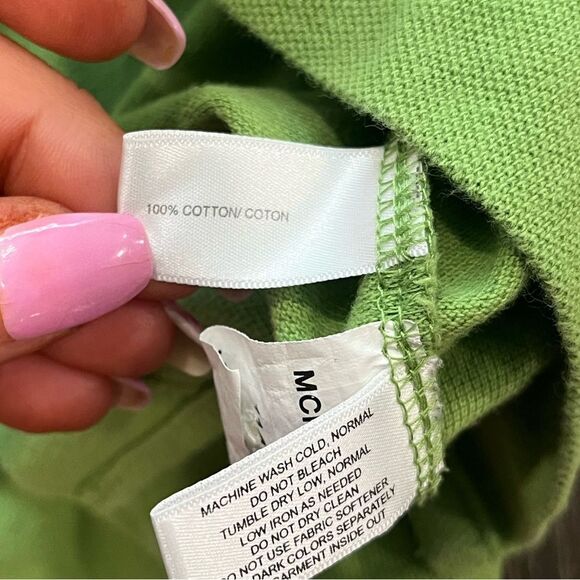 100% COTTON/ COTON
MACHINE WASH COLD, NORMAL
DO NOT BLEACH
TUMBLE DRY LOW, NORMAL
LOW IRON AS NEEDED
DO NOT DRY CLEAN
DO NOT USE FABRIC SOFTENER
DARK COLORS SEPARATELY
GARMENT INSIDE OUT